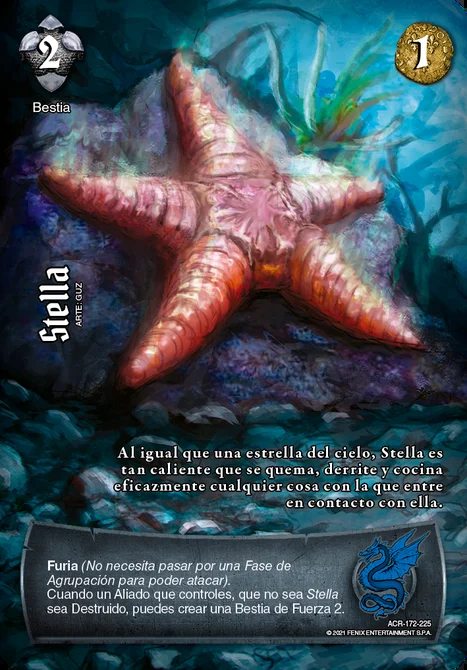 2
1
Bestia
Stella
ARTE: GUZ
Al igual que una estrella del cielo, Stella es
tan caliente que se quema, derrite y cocina
eficazmente cualquier cosa con la que entre
en contacto con ella.
Furia (No necesita pasar por una Fase de
Agrupación para poder atacar).
Cuando un Aliado que controles, que no sea Stella
sea Destruido, puedes crear una Bestia de Fuerza 2.
ACR-172-225
© 2021 FENIX ENTERTAINMENT S.P.A.